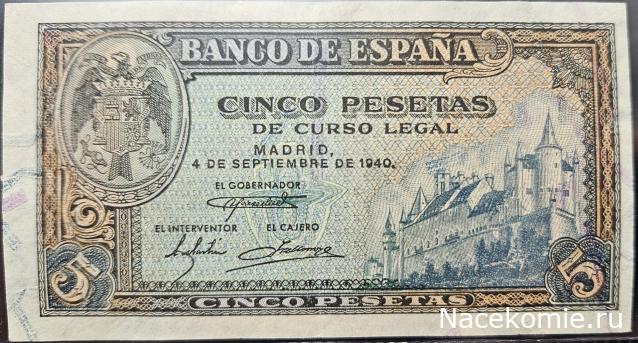 BANCO DE ESPAÑA
CINCO PESETAS
DE CURSO LEGAL
MADRID,
4 DE SEPTIEMBRE DE 1940.
EL GOBERNADOR
EL INTERVENTOR EL CAJERO
5 5
CINCO PESETAS
Nacekomie.ru